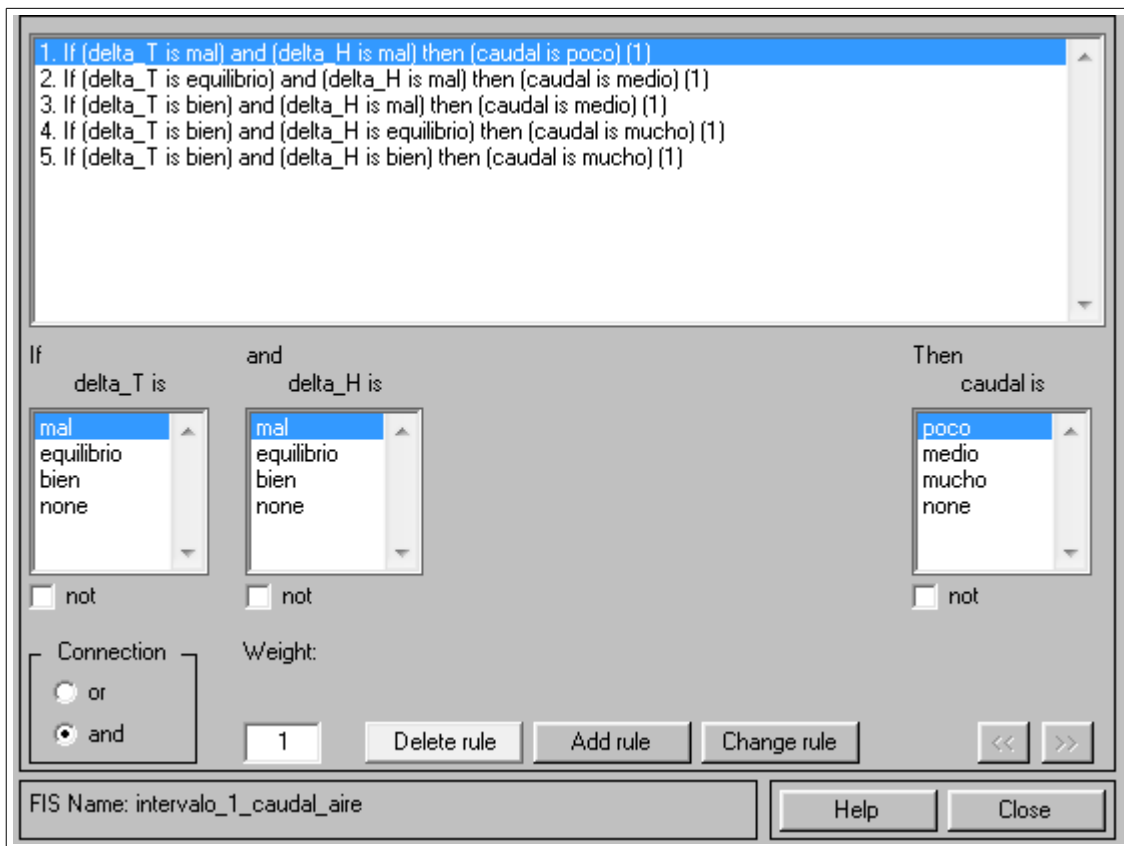 1. If (delta_T is mal) and (delta_H is mal) then (caudal is poco) (1)
2. If (delta_T is equilibrio) and (delta_H is mal) then (caudal is medio) (1)
3. If (delta_T is bien) and (delta_H is mal) then (caudal is medio) (1)
4. If (delta_T is bien) and (delta_H is equilibrio) then (caudal is mucho) (1)
5. If (delta_T is bien) and (delta_H is bien) then (caudal is mucho) (1)
If
delta_T is
mal
equilibrio
bien
none
not
and
delta_H is
mal
equilibrio
bien
none
not
Then
caudal is
poco
medio
mucho
none
not
Connection
or
and
Weight:
1
Delete rule
Add rule
Change rule
<<
>>
FIS Name: intervalo_1_caudal_aire
Help
Close